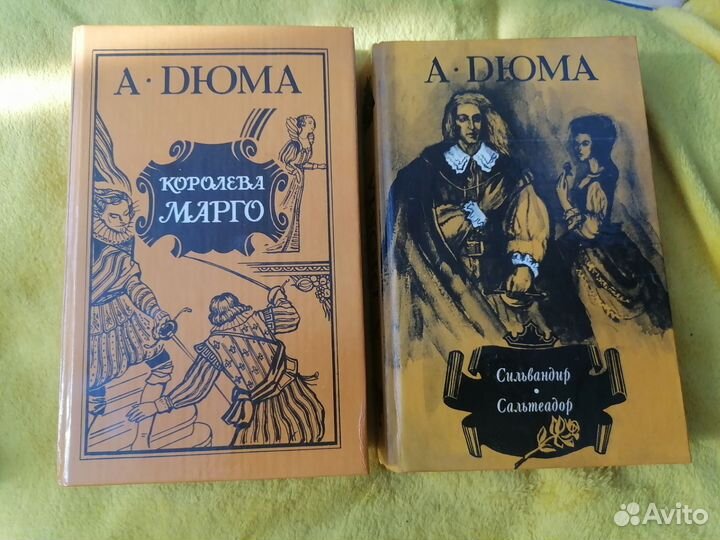 А · ДЮМА
КОРОЛЕВА
МАРГО
А · ДЮМА
Сильвандир
·
Сальтеадор
Avito